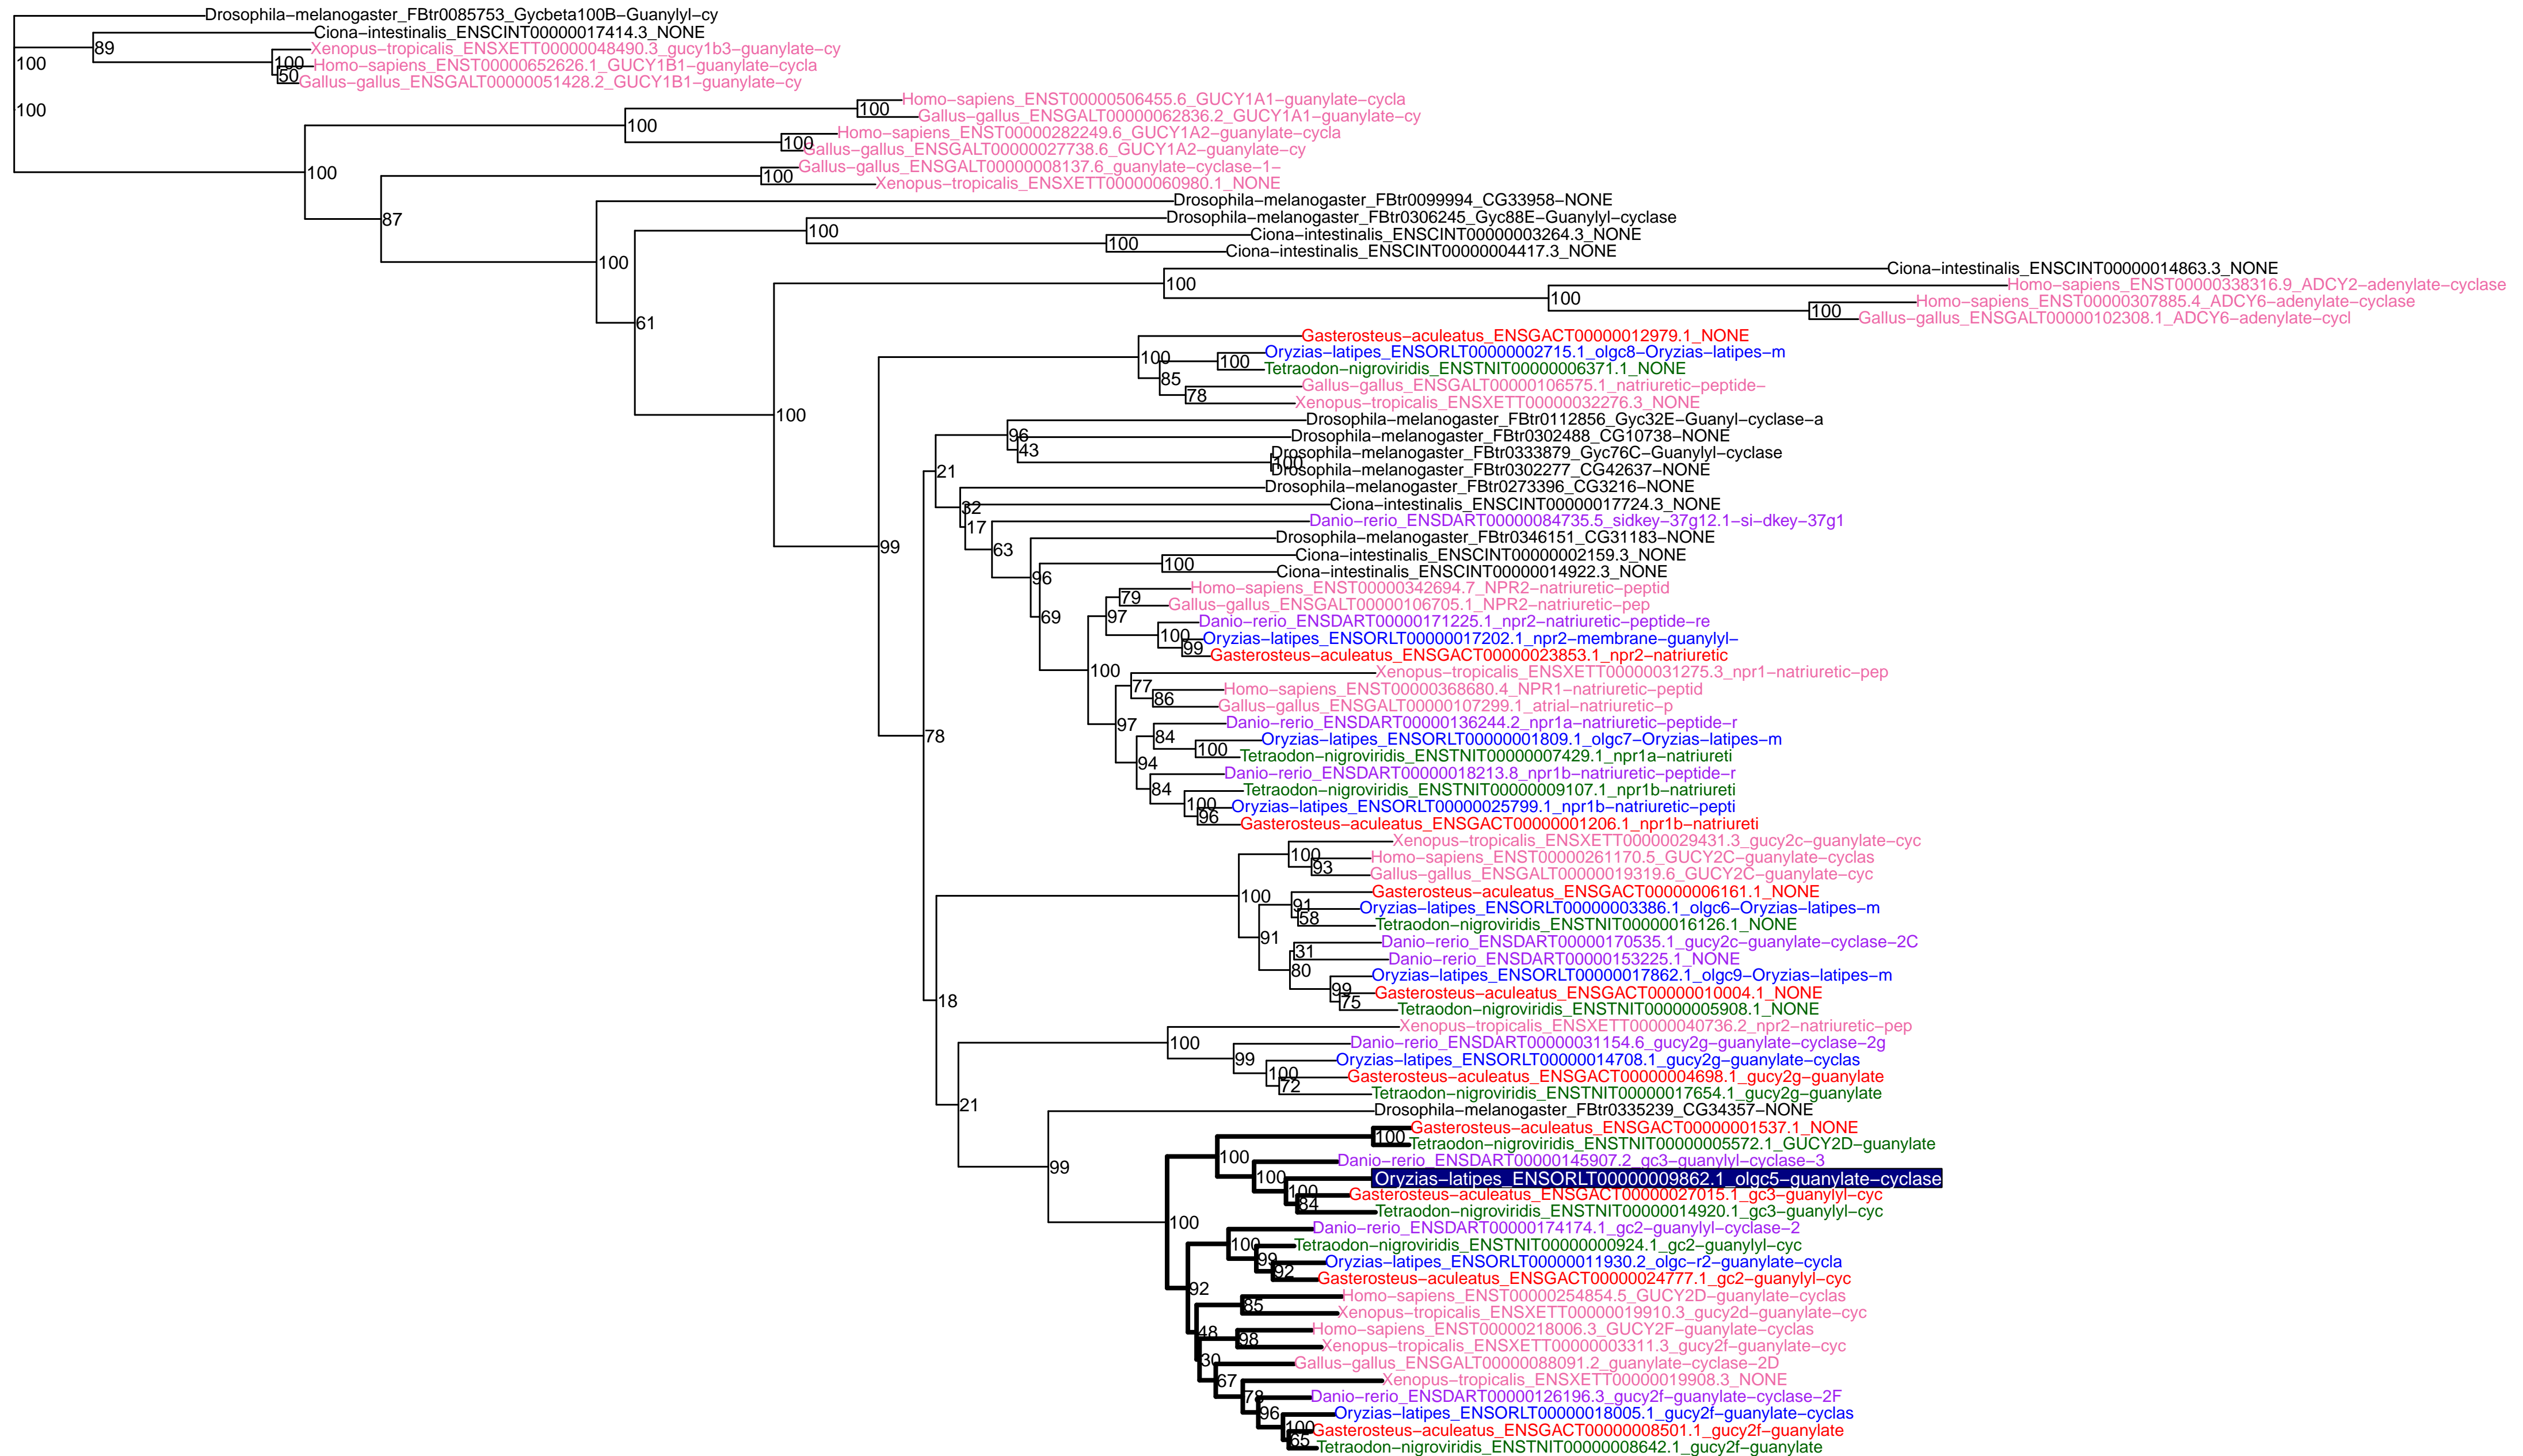 Drosophila−melanogaster_FBtr0085753_Gycbeta100B−Guanylyl−cy
Ciona−intestinalis_ENSCINT00000017414.3_NONE
89
Xenopus−tropicalis_ENSXETT00000048490.3_gucy1b3−guanylate−cy
100
100
Homo−sapiens_ENST00000652626.1_GUCY1B1−guanylate−cycla
50
Gallus−gallus_ENSGALT00000051428.2_GUCY1B1−guanylate−cy
Homo−sapiens_ENST00000506455.6_GUCY1A1−guanylate−cycla
100
100
Gallus−gallus_ENSGALT00000062836.2_GUCY1A1−guanylate−cy
100
Homo−sapiens_ENST00000282249.6_GUCY1A2−guanylate−cycla
100
Gallus−gallus_ENSGALT00000027738.6_GUCY1A2−guanylate−cy
Gallus−gallus_ENSGALT00000008137.6_guanylate−cyclase−1−
100
100
Xenopus−tropicalis_ENSXETT00000060980.1_NONE
Drosophila−melanogaster_FBtr0099994_CG33958−NONE
87
Drosophila−melanogaster_FBtr0306245_Gyc88E−Guanylyl−cyclase
100
Ciona−intestinalis_ENSCINT00000003264.3_NONE
100
Ciona−intestinalis_ENSCINT00000004417.3_NONE
100
Ciona−intestinalis_ENSCINT00000014863.3_NONE
100
Homo−sapiens_ENST00000338316.9_ADCY2−adenylate−cyclase
100
Homo−sapiens_ENST00000307885.4_ADCY6−adenylate−cyclase
100
Gallus−gallus_ENSGALT00000102308.1_ADCY6−adenylate−cycl
61
Gasterosteus−aculeatus_ENSGACT00000012979.1_NONE
Oryzias−latipes_ENSORLT00000002715.1_olgc8−Oryzias−latipes−m
100
100
Tetraodon−nigroviridis_ENSTNIT00000006371.1_NONE
85
Gallus−gallus_ENSGALT00000106575.1_natriuretic−peptide−
78
Xenopus−tropicalis_ENSXETT00000032276.3_NONE
100
Drosophila−melanogaster_FBtr0112856_Gyc32E−Guanyl−cyclase−a
96
Drosophila−melanogaster_FBtr0302488_CG10738−NONE
43
Drosophila−melanogaster_FBtr0333879_Gyc76C−Guanylyl−cyclase
100
Drosophila−melanogaster_FBtr0302277_CG42637−NONE
21
Drosophila−melanogaster_FBtr0273396_CG3216−NONE
32
Ciona−intestinalis_ENSCINT00000017724.3_NONE
17
Danio−rerio_ENSDART00000084735.5_sidkey−37g12.1−si−dkey−37g1
99
63
Drosophila−melanogaster_FBtr0346151_CG31183−NONE
Ciona−intestinalis_ENSCINT00000002159.3_NONE
100
Ciona−intestinalis_ENSCINT00000014922.3_NONE
96
Homo−sapiens_ENST00000342694.7_NPR2−natriuretic−peptid
79
Gallus−gallus_ENSGALT00000106705.1_NPR2−natriuretic−pep
69
97
Danio−rerio_ENSDART00000171225.1_npr2−natriuretic−peptide−re
100
Oryzias−latipes_ENSORLT00000017202.1_npr2−membrane−guanylyl−
99
Gasterosteus−aculeatus_ENSGACT00000023853.1_npr2−natriuretic
100
Xenopus−tropicalis_ENSXETT00000031275.3_npr1−natriuretic−pep
77
Homo−sapiens_ENST00000368680.4_NPR1−natriuretic−peptid
86
Gallus−gallus_ENSGALT00000107299.1_atrial−natriuretic−p
97
Danio−rerio_ENSDART00000136244.2_npr1a−natriuretic−peptide−r
78
84
Oryzias−latipes_ENSORLT00000001809.1_olgc7−Oryzias−latipes−m
100
Tetraodon−nigroviridis_ENSTNIT00000007429.1_npr1a−natriureti
94
Danio−rerio_ENSDART00000018213.8_npr1b−natriuretic−peptide−r
84
Tetraodon−nigroviridis_ENSTNIT00000009107.1_npr1b−natriureti
100
Oryzias−latipes_ENSORLT00000025799.1_npr1b−natriuretic−pepti
96
Gasterosteus−aculeatus_ENSGACT00000001206.1_npr1b−natriureti
Xenopus−tropicalis_ENSXETT00000029431.3_gucy2c−guanylate−cyc
100
Homo−sapiens_ENST00000261170.5_GUCY2C−guanylate−cyclas
93
Gallus−gallus_ENSGALT00000019319.6_GUCY2C−guanylate−cyc
100
Gasterosteus−aculeatus_ENSGACT00000006161.1_NONE
91
Oryzias−latipes_ENSORLT00000003386.1_olgc6−Oryzias−latipes−m
58
Tetraodon−nigroviridis_ENSTNIT00000016126.1_NONE
91
Danio−rerio_ENSDART00000170535.1_gucy2c−guanylate−cyclase−2C
31
Danio−rerio_ENSDART00000153225.1_NONE
80
Oryzias−latipes_ENSORLT00000017862.1_olgc9−Oryzias−latipes−m
99
Gasterosteus−aculeatus_ENSGACT00000010004.1_NONE
75
Tetraodon−nigroviridis_ENSTNIT00000005908.1_NONE
18
Xenopus−tropicalis_ENSXETT00000040736.2_npr2−natriuretic−pep
100
Danio−rerio_ENSDART00000031154.6_gucy2g−guanylate−cyclase−2g
99
Oryzias−latipes_ENSORLT00000014708.1_gucy2g−guanylate−cyclas
100
Gasterosteus−aculeatus_ENSGACT00000004698.1_gucy2g−guanylate
72
Tetraodon−nigroviridis_ENSTNIT00000017654.1_gucy2g−guanylate
21
Drosophila−melanogaster_FBtr0335239_CG34357−NONE
Gasterosteus−aculeatus_ENSGACT00000001537.1_NONE
100
Tetraodon−nigroviridis_ENSTNIT00000005572.1_GUCY2D−guanylate
100
Danio−rerio_ENSDART00000145907.2_gc3−guanylyl−cyclase−3
99
100
Oryzias−latipes_ENSORLT00000009862.1_olgc5−guanylate−cyclase
100
Gasterosteus−aculeatus_ENSGACT00000027015.1_gc3−guanylyl−cyc
84
Tetraodon−nigroviridis_ENSTNIT00000014920.1_gc3−guanylyl−cyc
100
Danio−rerio_ENSDART00000174174.1_gc2−guanylyl−cyclase−2
100
Tetraodon−nigroviridis_ENSTNIT00000000924.1_gc2−guanylyl−cyc
99
Oryzias−latipes_ENSORLT00000011930.2_olgc−r2−guanylate−cycla
92
Gasterosteus−aculeatus_ENSGACT00000024777.1_gc2−guanylyl−cyc
92
Homo−sapiens_ENST00000254854.5_GUCY2D−guanylate−cyclas
85
Xenopus−tropicalis_ENSXETT00000019910.3_gucy2d−guanylate−cyc
48
Homo−sapiens_ENST00000218006.3_GUCY2F−guanylate−cyclas
98
Xenopus−tropicalis_ENSXETT00000003311.3_gucy2f−guanylate−cyc
30
Gallus−gallus_ENSGALT00000088091.2_guanylate−cyclase−2D
67
Xenopus−tropicalis_ENSXETT00000019908.3_NONE
78
Danio−rerio_ENSDART00000126196.3_gucy2f−guanylate−cyclase−2F
96
Oryzias−latipes_ENSORLT00000018005.1_gucy2f−guanylate−cyclas
100
Gasterosteus−aculeatus_ENSGACT00000008501.1_gucy2f−guanylate
65
Tetraodon−nigroviridis_ENSTNIT00000008642.1_gucy2f−guanylate